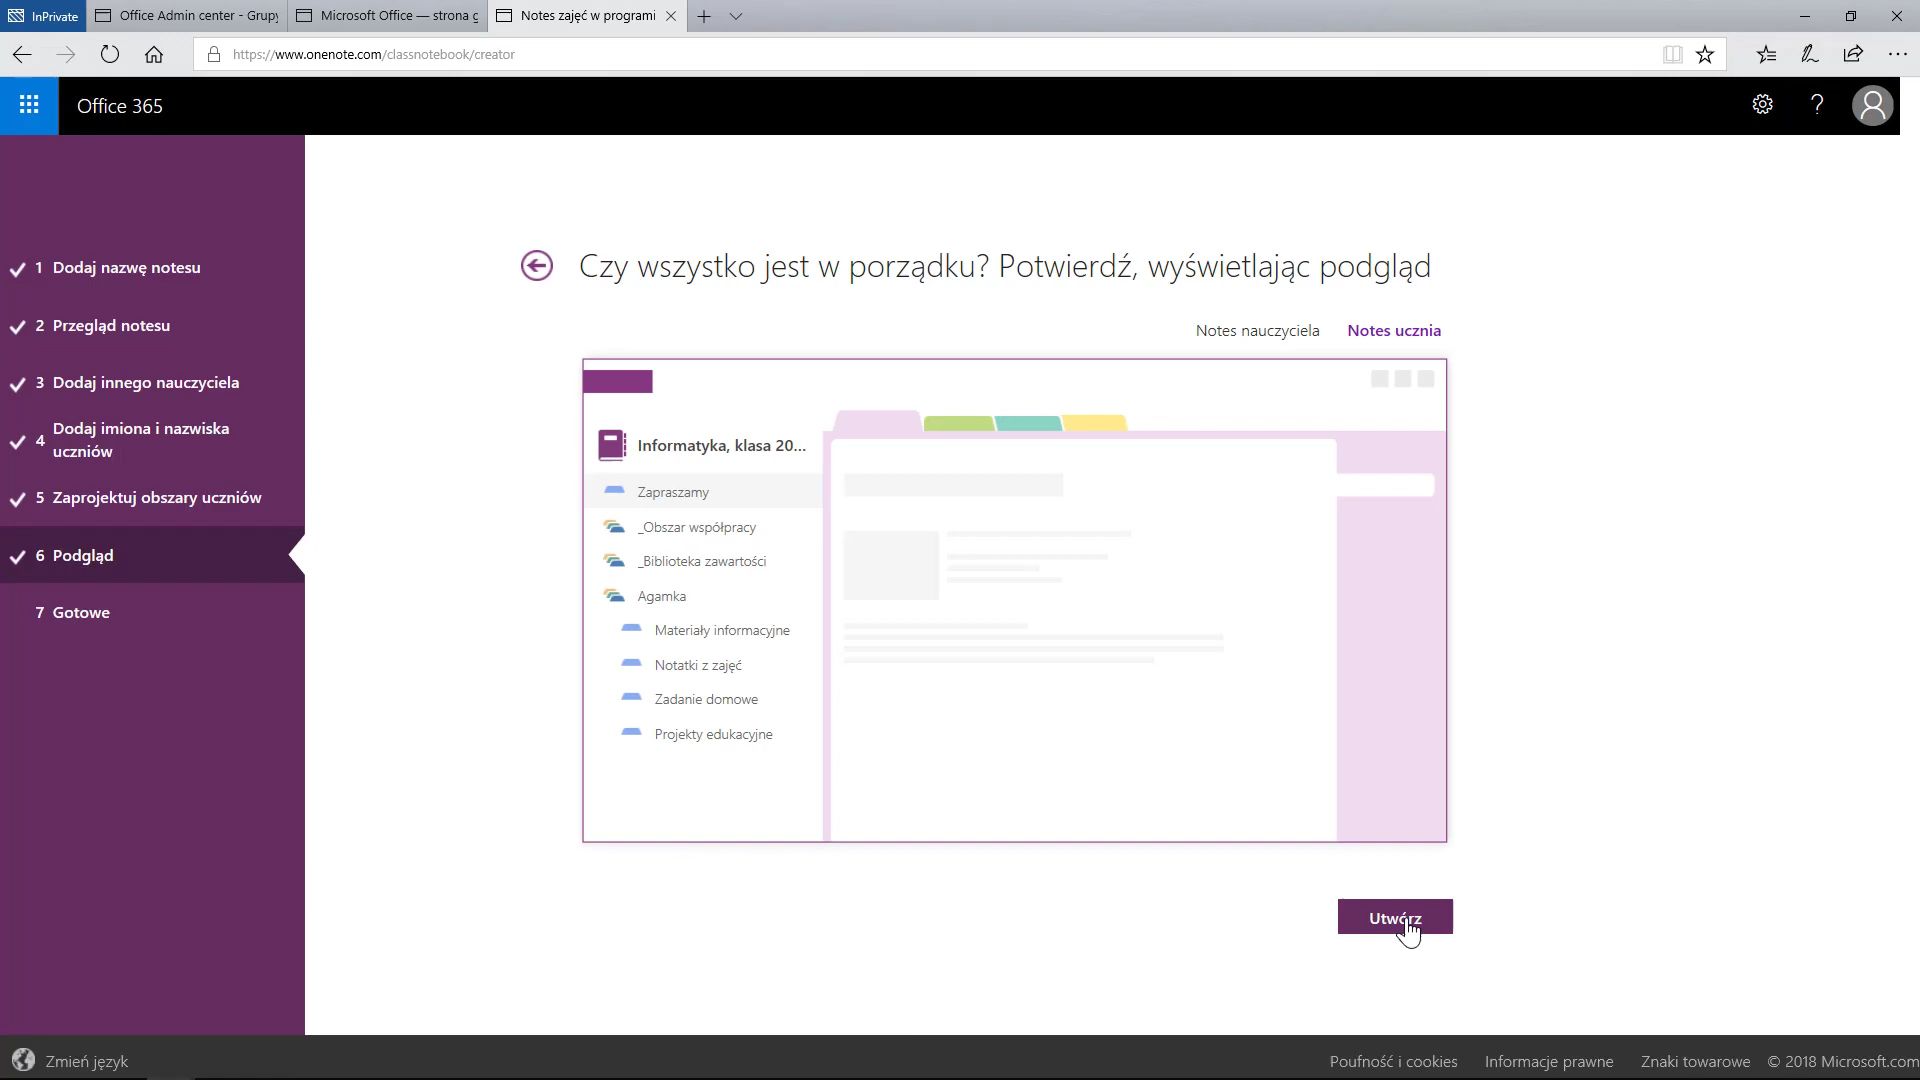 InPrivate
Office Admin center - Grupy
Microsoft Office — strona g
Notes zajęć w programi
https://www.onenote.com/classnotebook/creator
Office 365
1 Dodaj nazwę notesu
2 Przegląd notesu
3 Dodaj innego nauczyciela
4 Dodaj imiona i nazwiska
uczniów
5 Zaprojektuj obszary uczniów
6 Podgląd
7 Gotowe
Czy wszystko jest w porządku? Potwierdź, wyświetlając podgląd
Notes nauczyciela
Notes ucznia
Informatyka, klasa 20...
Zapraszamy
_Obszar współpracy
_Biblioteka zawartości
Agamka
Materiały informacyjne
Notatki z zajęć
Zadanie domowe
Projekty edukacyjne
Utwórz
Zmień język
Poufność i cookies
Informacje prawne
Znaki towarowe
© 2018 Microsoft.com